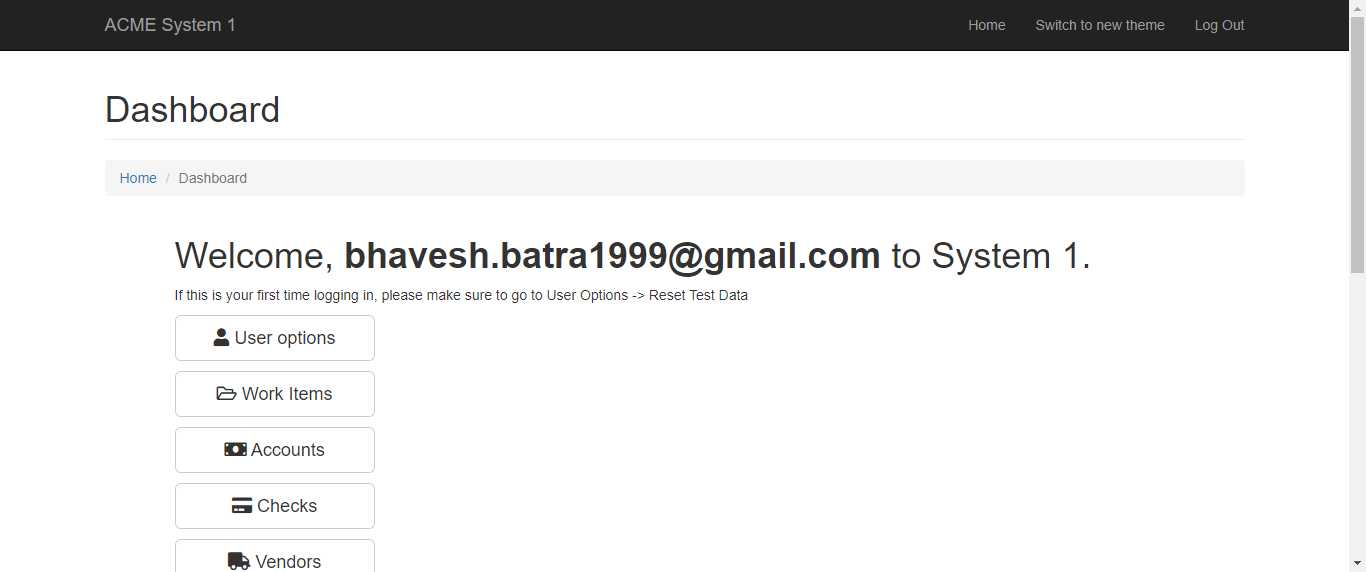 ACME System 1 Home Switch to new theme Log Out
Dashboard
Home / Dashboard
Welcome, bhavesh.batra1999@gmail.com to System 1.
If this is your first time logging in, please make sure to go to User Options -> Reset Test Data
User options
Work Items
Accounts
Checks
Vendors